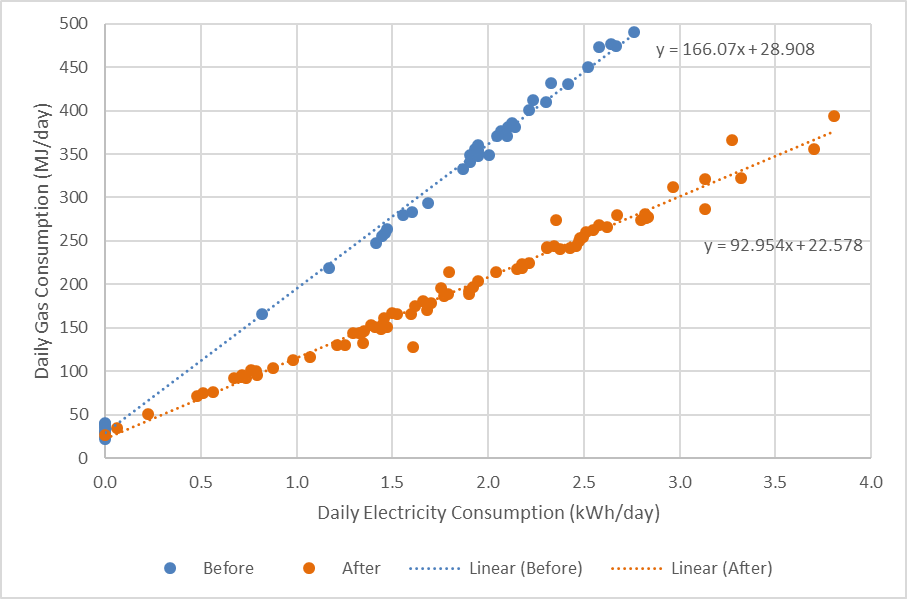 500
y = 166.07x + 28.908
450
400
350
300
250
y = 92.954x + 22.578
200
150
100
50
0
Daily Gas Consumption (MJ/day)
0.0 0.5 1.0 1.5 2.0 2.5 3.0 3.5 4.0
Daily Electricity Consumption (kWh/day)
Before After Linear (Before) Linear (After)